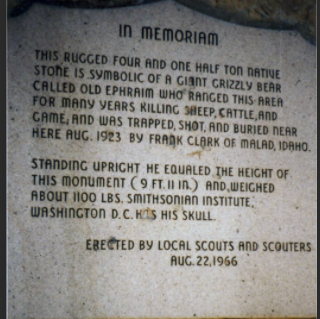 IN MEMORIAM
THIS RUGGED FOUR AND ONE HALF TON NATIVE
STONE IS SYMBOLIC OF A GIANT GRIZZLY BEAR
CALLED OLD EPHRAIM WHO RANGED THIS AREA
FOR MANY YEARS KILLING SHEEP, CATTLE, AND
GAME, AND WAS TRAPPED, SHOT, AND BURIED NEAR
HERE AUG. 1923 BY FRANK CLARK OF MALAD, IDAHO.
STANDING UPRIGHT HE EQUALED THE HEIGHT OF
THIS MONUMENT ( 9 FT. 11 IN.) AND WEIGHED
ABOUT 1100 LBS. SMITHSONIAN INSTITUTE,
WASHINGTON D.C. HAS HIS SKULL.
ERECTED BY LOCAL SCOUTS AND SCOUTERS
AUG. 22, 1966